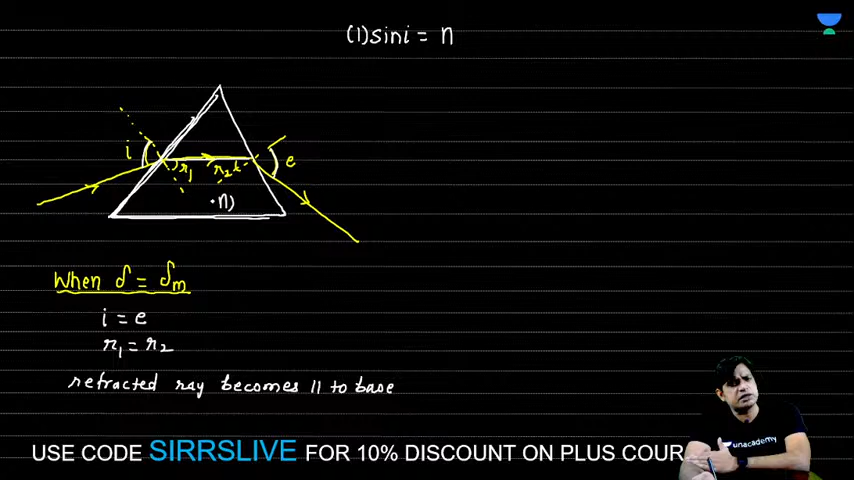 (1)sini = n
i
r₁
r₂
e
n)
When δ = δm
i = e
r₁ = r₂
refracted ray becomes || to base
unacademy
USE CODE SIRRSLIVE FOR 10% DISCOUNT ON PLUS COUR